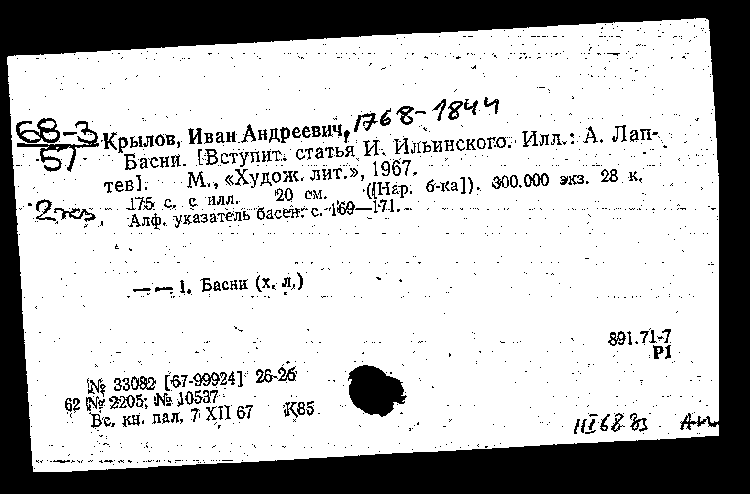 68-3
57
2 экз.
Крылов, Иван Андреевич, 1768-1844
Басни. [Вступит. статья И. Ильинского. Илл.: А. Лап-
тев]. М., «Худож. лит.», 1967.
175 с. с илл. 20 см. ([Нар. б-ка]). 300.000 экз. 28 к.
Алф. указатель басен: с. 169—171.
— — 1. Басни (х. л.)
891.71-7
Р1
№ 33082 [67-99924] 26-26
62 № 2205; № 10537
Вс. кн. пал. 7 XII 67 К85
III 68